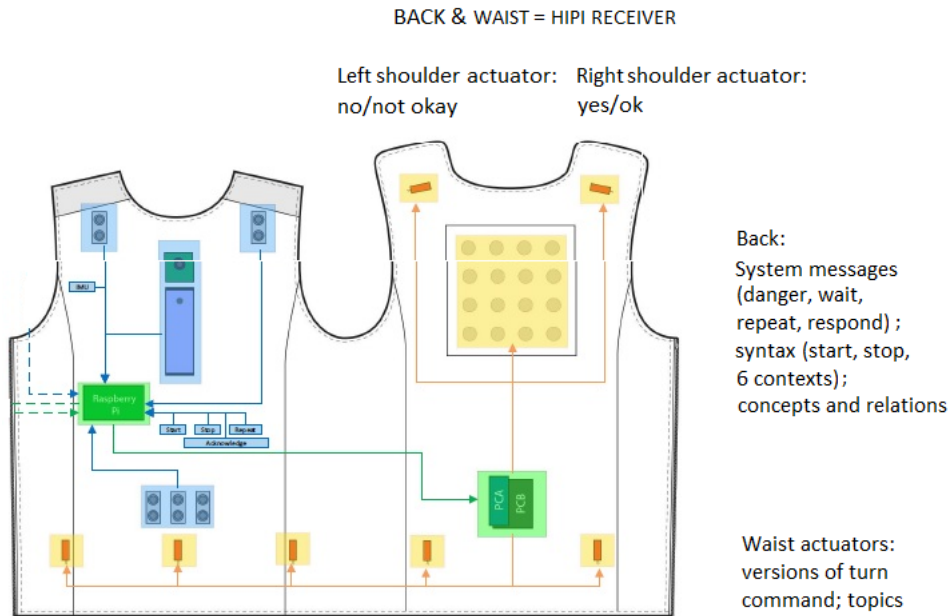 BACK & WAIST = HIPI RECEIVER
Left shoulder actuator:
no/not okay
Right shoulder actuator:
yes/ok
IMU
Raspberry
Pi
Start
Stop
Repeat
Acknowledge
PCA
PCB
Back:
System messages
(danger, wait,
repeat, respond) ;
syntax (start, stop,
6 contexts);
concepts and relations
Waist actuators:
versions of turn
command; topics